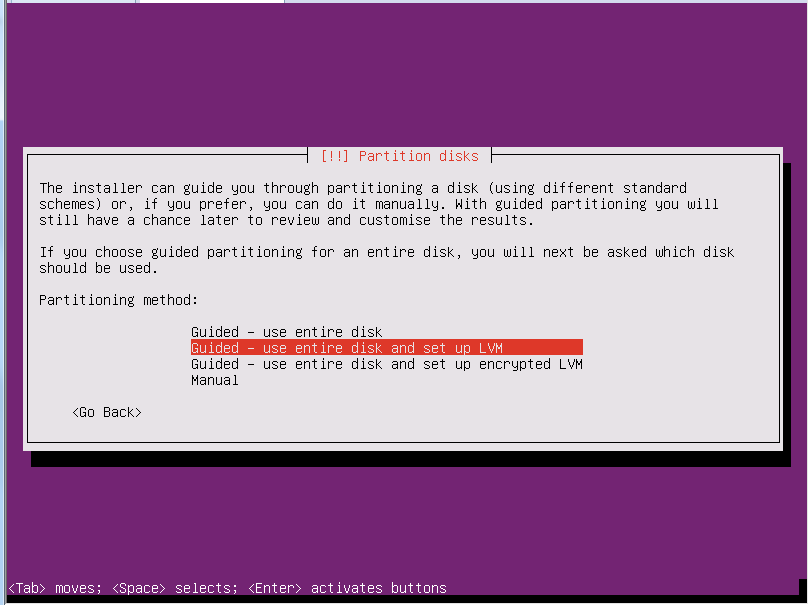 [!!] Partition disks
The installer can guide you through partitioning a disk (using different standard
schemes) or, if you prefer, you can do it manually. With guided partitioning you will
still have a chance later to review and customise the results.
If you choose guided partitioning for an entire disk, you will next be asked which disk
should be used.
Partitioning method:
Guided - use entire disk
Guided - use entire disk and set up LVM
Guided - use entire disk and set up encrypted LVM
Manual
<Go Back>
<Tab> moves; <Space> selects; <Enter> activates buttons